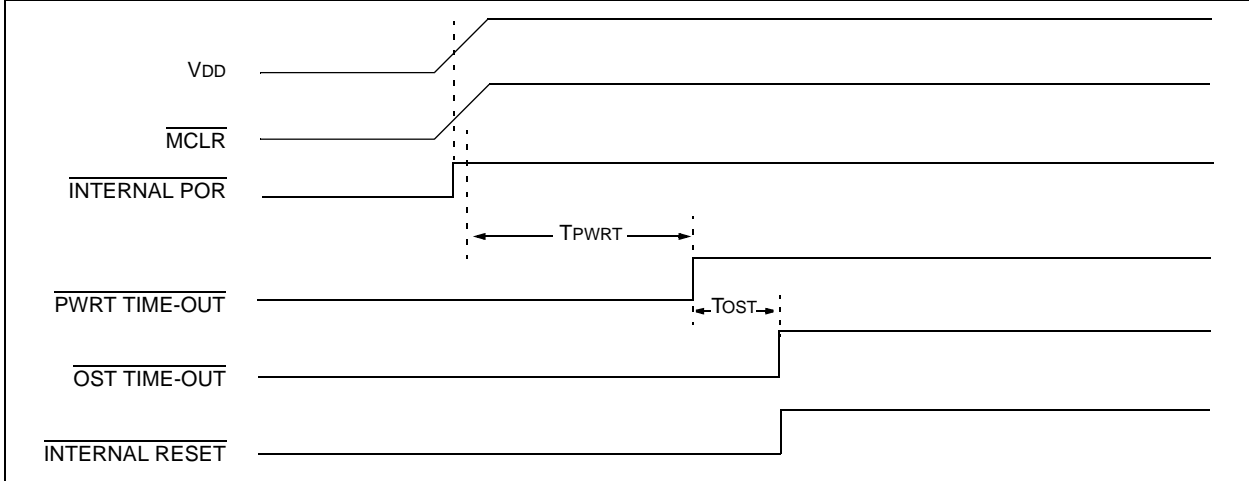 VDD
MCLR
INTERNAL POR
TPWRT
PWRT TIME-OUT
TOST
OST TIME-OUT
INTERNAL RESET